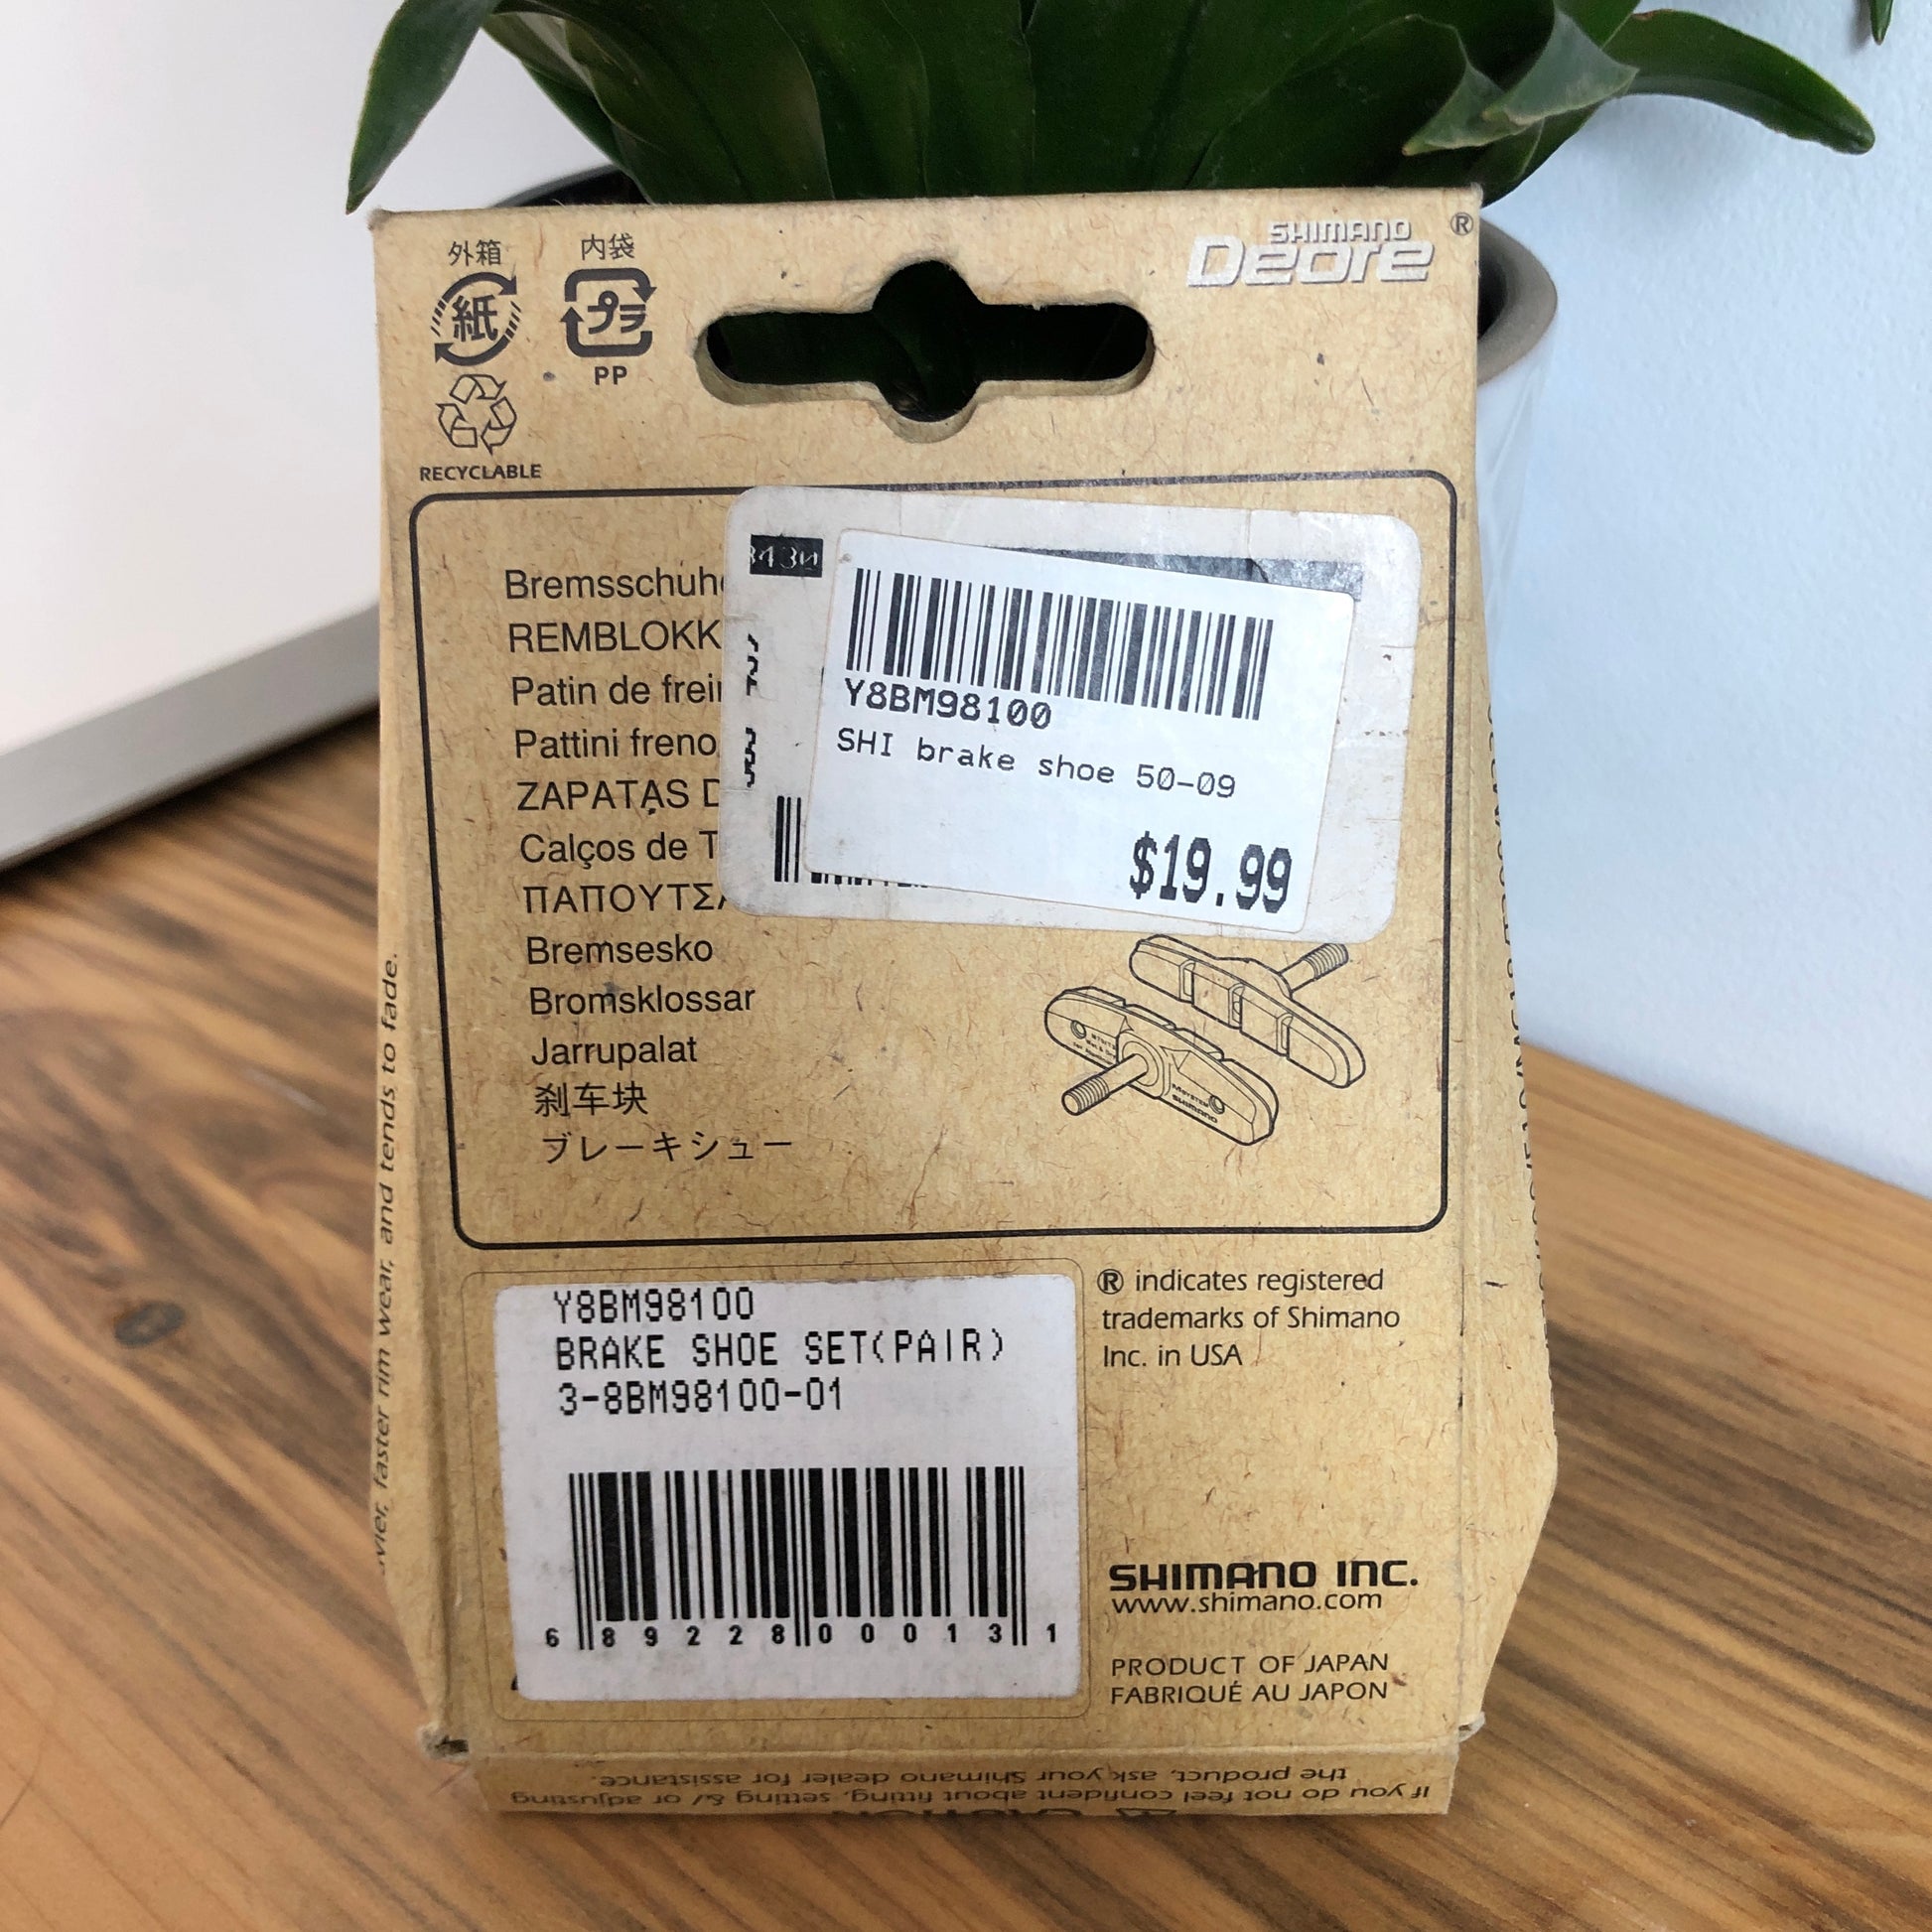 外箱
内袋
紙
プラ
PP
RECYCLABLE
SHIMANO
Deore®
Y8BM98100
SHI brake shoe 50-09
$19.99
REMBLOKK
Patin de
Pattini freno
ZAPATAS
Calços de
Bremsesko
Bromsklossar
Jarrupalat
刹车块
ブレーキシュー
SHIMANO
Y8BM98100
BRAKE SHOE SET(PAIR)
3-8BM98100-01
6 89228 00013 1
® indicates registered
trademarks of Shimano
Inc. in USA
SHIMANO INC.
www.shimano.com
PRODUCT OF JAPAN
FABRIQUÉ AU JAPON
faster rim wear, and tends to fade.
If you do not feel confident about fitting, setting &/ or adjusting
the product, ask your Shimano dealer for assistance.